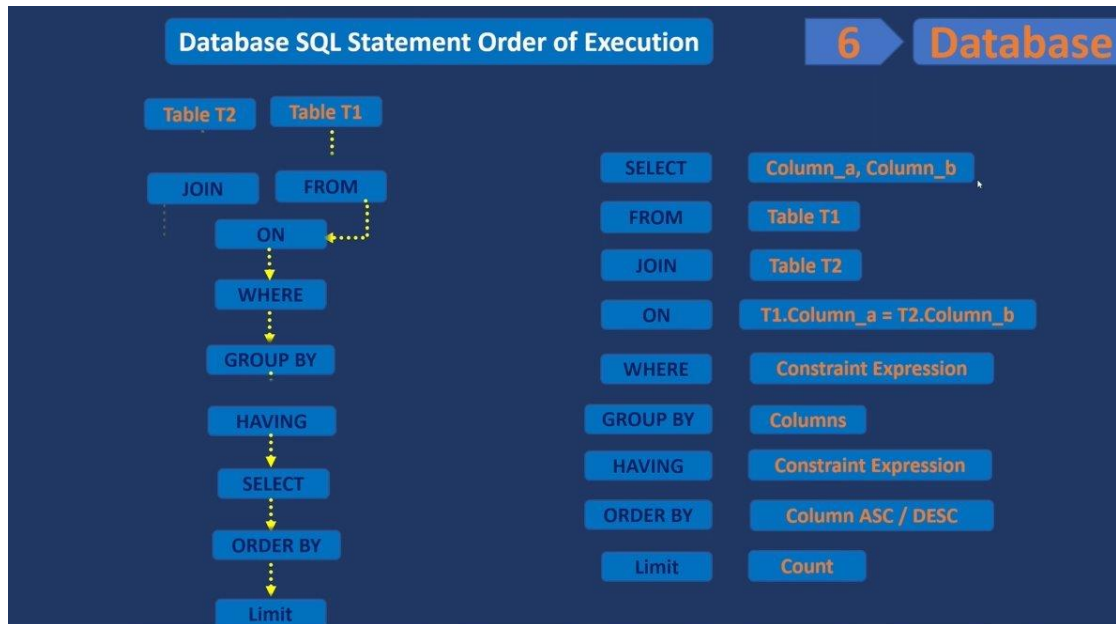 Database SQL Statement Order of Execution
6 Database
Table T2 Table T1
JOIN FROM
ON
WHERE
GROUP BY
HAVING
SELECT
ORDER BY
Limit
SELECT Column_a, Column_b
FROM Table T1
JOIN Table T2
ON T1.Column_a = T2.Column_b
WHERE Constraint Expression
GROUP BY Columns
HAVING Constraint Expression
ORDER BY Column ASC / DESC
Limit Count